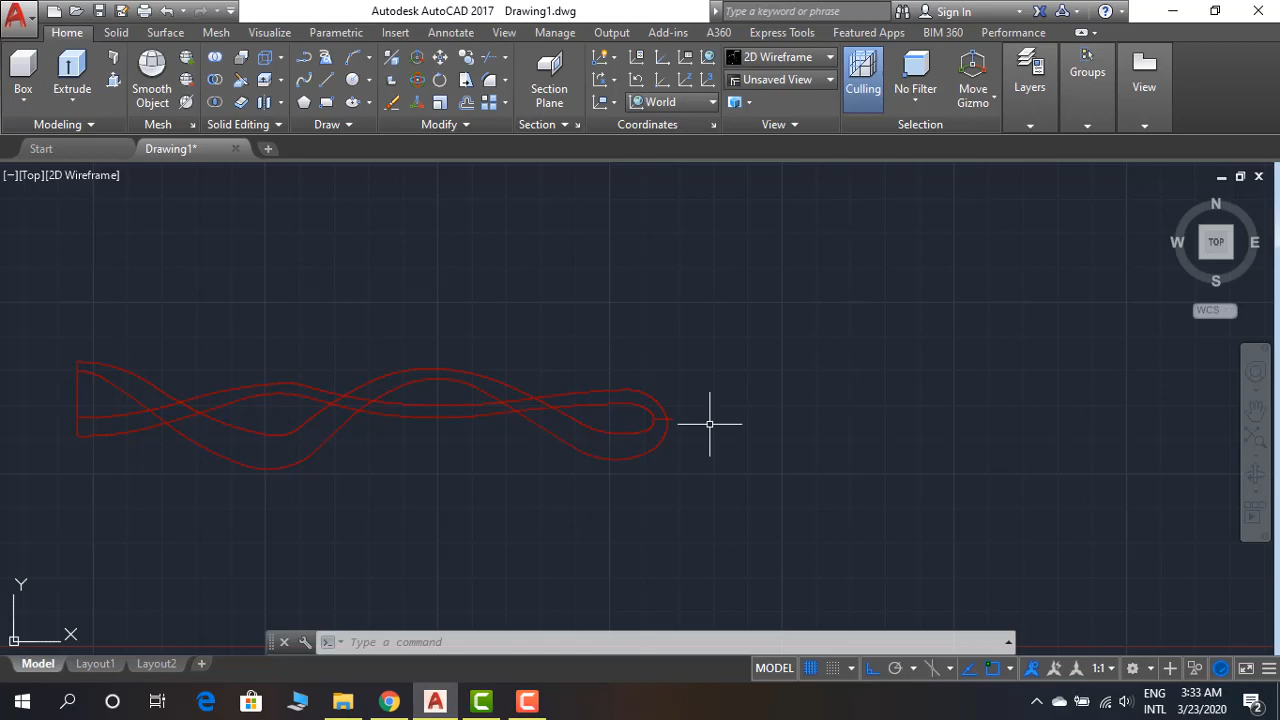 Autodesk AutoCAD 2017 Drawing1.dwg
Type a keyword or phrase
Sign In
Home Solid Surface Mesh Visualize Parametric Insert Annotate View Manage Output Add-ins A360 Express Tools Featured Apps BIM 360 Performance
Box
Extrude
Smooth
Object
Section
Plane
World
2D Wireframe
Unsaved View
Culling
No Filter
Move
Gizmo
Layers
Groups
View
Modeling
Mesh
Solid Editing
Draw
Modify
Section
Coordinates
View
Selection
Start
Drawing1*
[−][Top][2D Wireframe]
N
W TOP E
S
WCS
Y
X
Type a command
Model Layout1 Layout2
MODEL
1:1
ENG
INTL
3:33 AM
3/23/2020
2